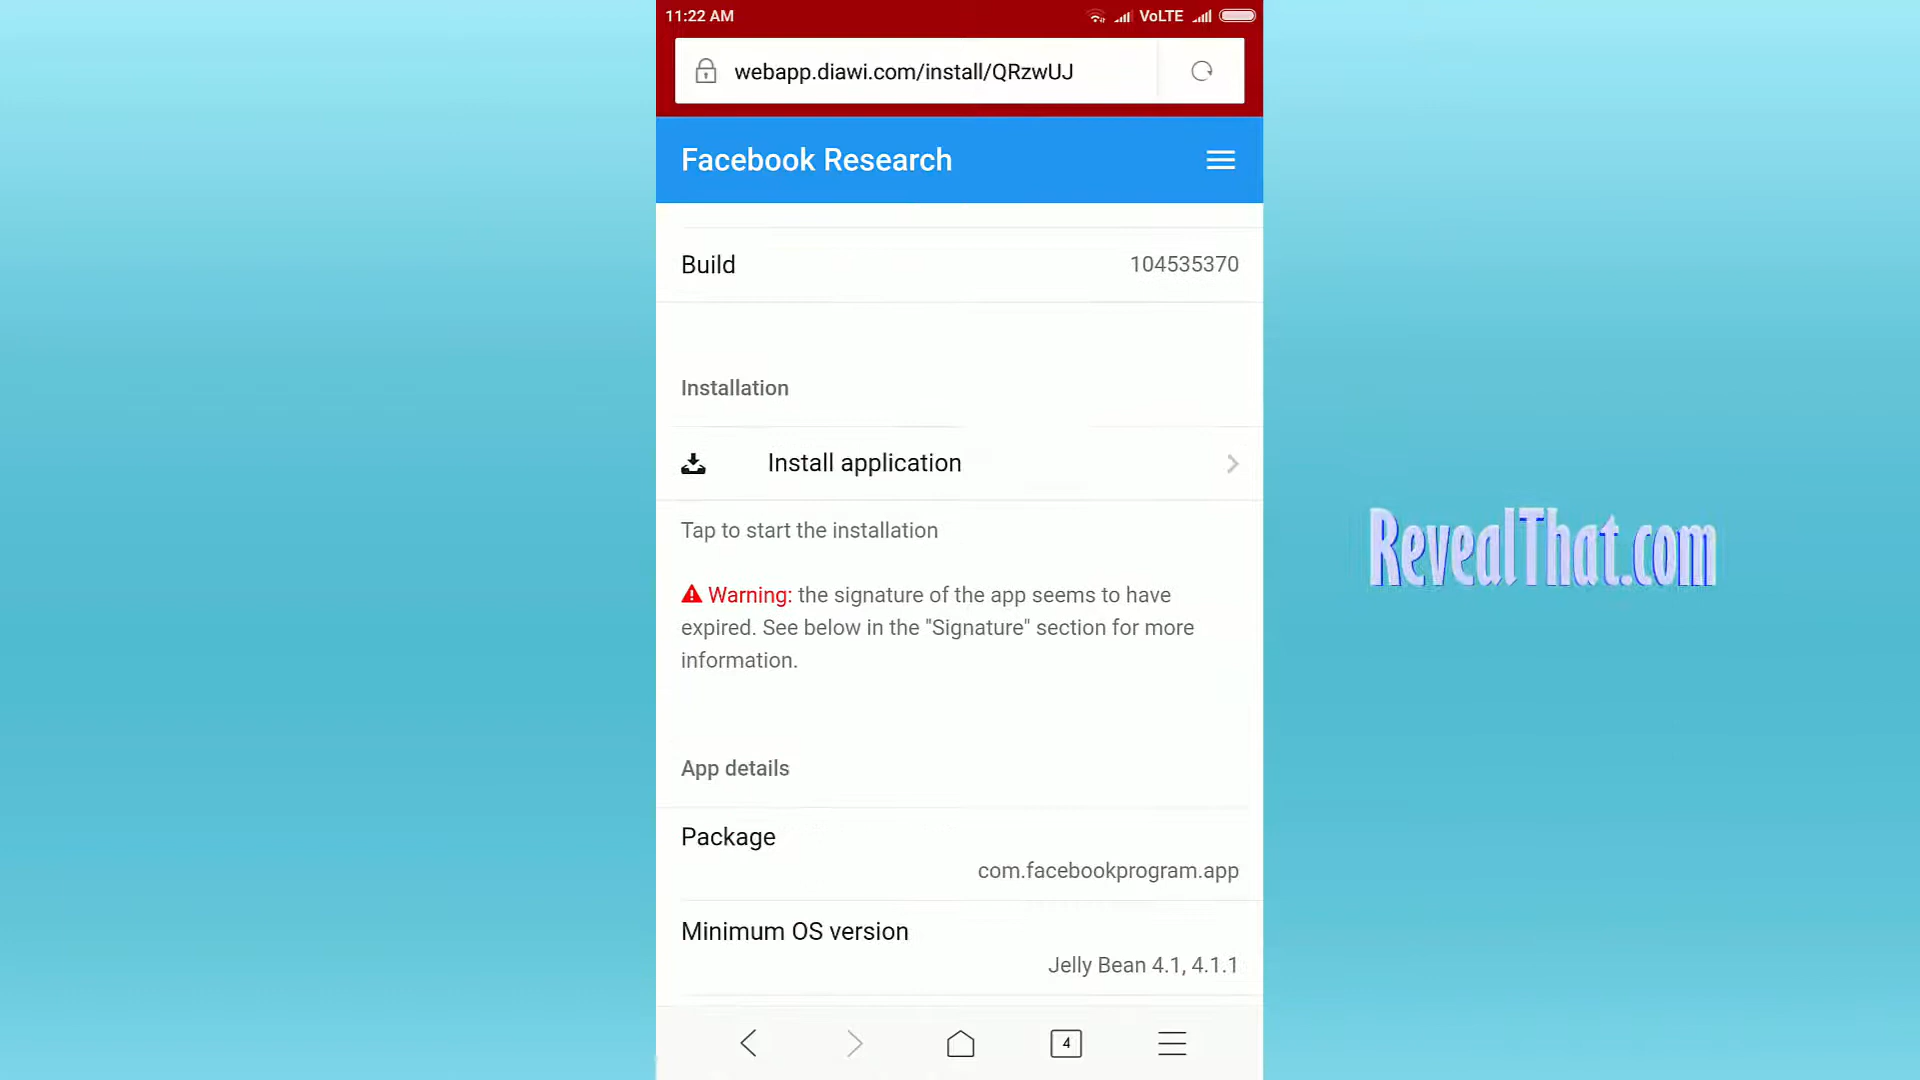 11:22 AM
VoLTE
webapp.diawi.com/install/QRzwUJ
Facebook Research
Build
104535370
Installation
Install application
Tap to start the installation
Warning: the signature of the app seems to have
expired. See below in the "Signature" section for more
information.
App details
Package
com.facebookprogram.app
Minimum OS version
Jelly Bean 4.1, 4.1.1
4
RevealThat.com